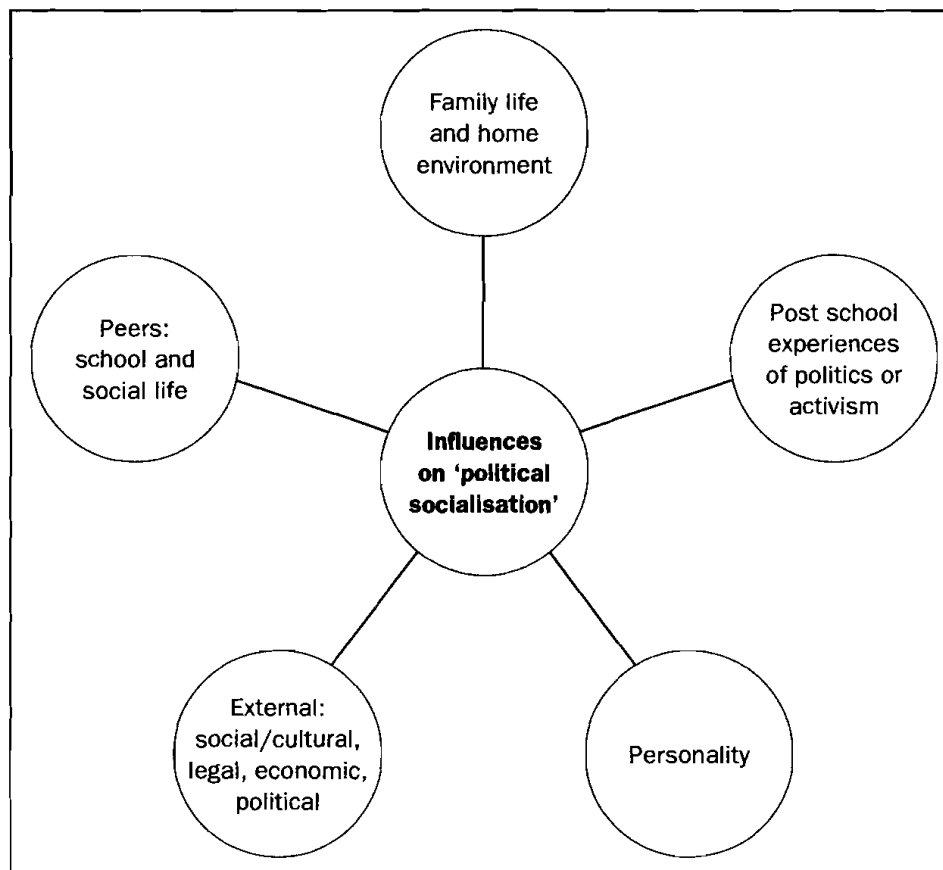 Family life
and home
environment
Peers:
school and
social life
Post school
experiences
of politics or
activism
Influences
on ‘political
socialisation’
External:
social/cultural,
legal, economic,
political
Personality